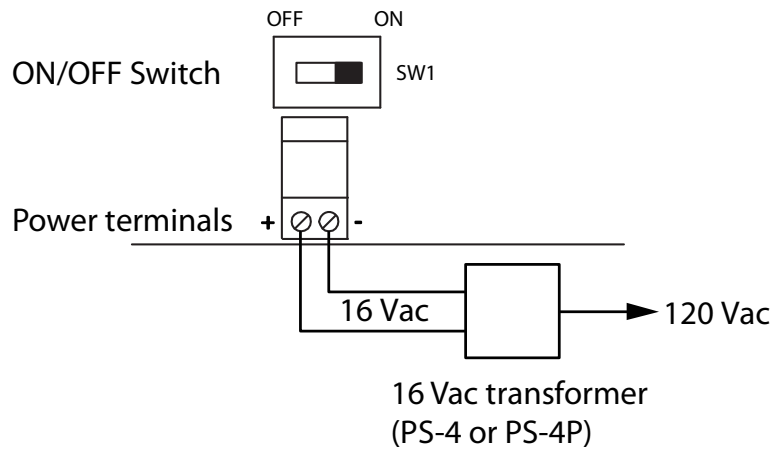 OFF ON
ON/OFF Switch SW1
Power terminals + -
16 Vac 120 Vac
16 Vac transformer
(PS-4 or PS-4P)